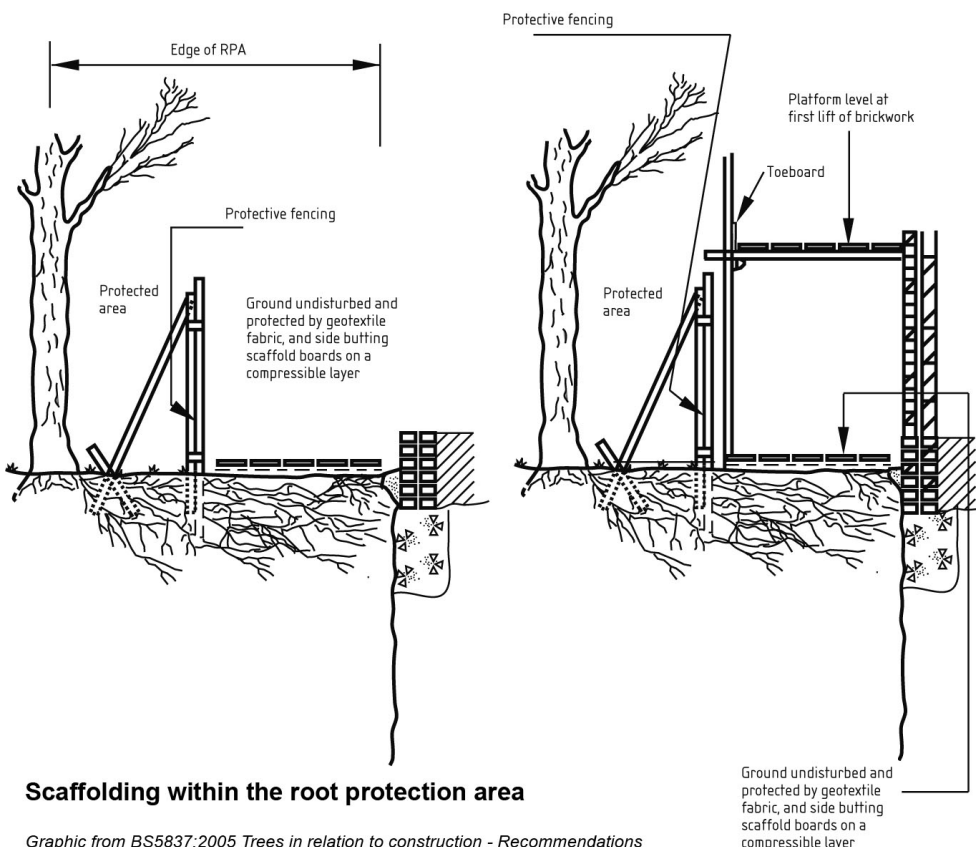 Edge of RPA
Protective fencing
Protected
area
Ground undisturbed and
protected by geotextile
fabric, and side butting
scaffold boards on a
compressible layer
Protective fencing
Platform level at
first lift of brickwork
Toeboard
Protected
area
Ground undisturbed and
protected by geotextile
fabric, and side butting
scaffold boards on a
compressible layer
Scaffolding within the root protection area
Graphic from BS5837:2005 Trees in relation to construction - Recommendations